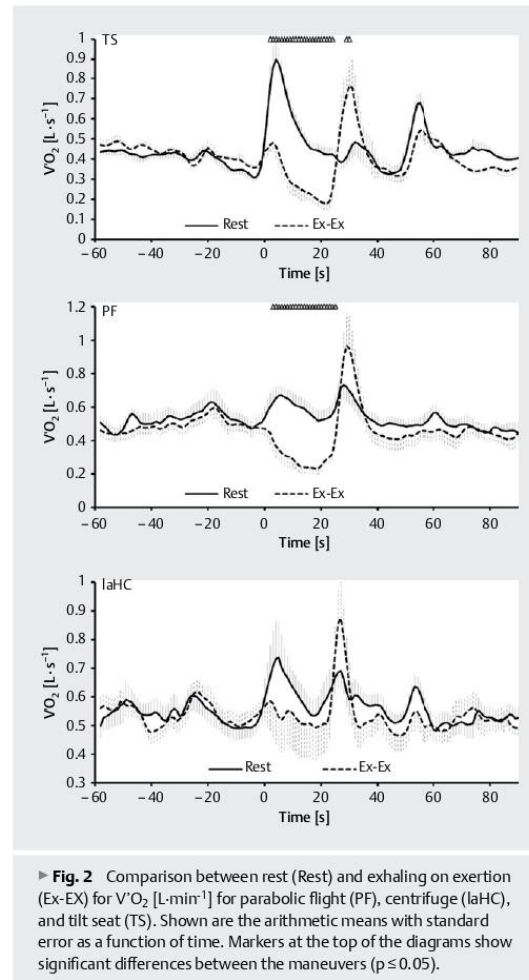 TS
1
0.9
0.8
0.7
0.6
0.5
0.4
0.3
0.2
0.1
0
V'O2 [L·s⁻¹]
Rest Ex-Ex
−60 −40 −20 0 20 40 60 80
Time [s]
PF
1.2
1
0.8
0.6
0.4
0.2
0
V'O2 [L·s⁻¹]
Rest Ex-Ex
−60 −40 −20 0 20 40 60 80
Time [s]
laHC
1
0.9
0.8
0.7
0.6
0.5
0.4
0.3
V'O2 [L·s⁻¹]
Rest Ex-Ex
−60 −40 −20 0 20 40 60 80
Time [s]
► Fig. 2 Comparison between rest (Rest) and exhaling on exertion
(Ex-EX) for V'O2 [L·min⁻¹] for parabolic flight (PF), centrifuge (laHC),
and tilt seat (TS). Shown are the arithmetic means with standard
error as a function of time. Markers at the top of the diagrams show
significant differences between the maneuvers (p ≤ 0.05).